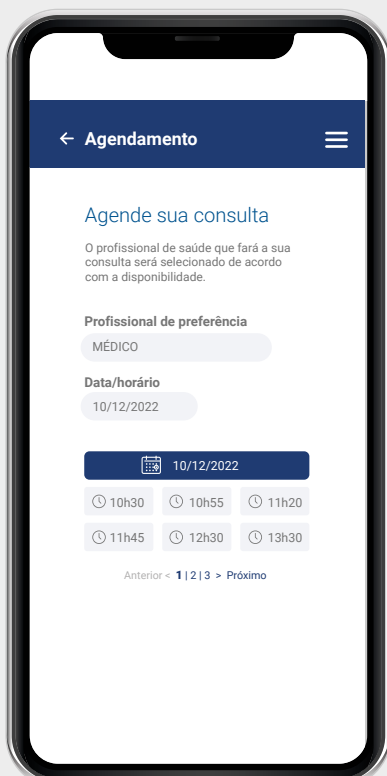 Agendamento
Agende sua consulta
O profissional de saúde que fará a sua
consulta será selecionado de acordo
com a disponibilidade.
Profissional de preferência
MÉDICO
Data/horário
10/12/2022
10/12/2022
10h30 10h55 11h20
11h45 12h30 13h30
Anterior < 1 | 2 | 3 > Próximo